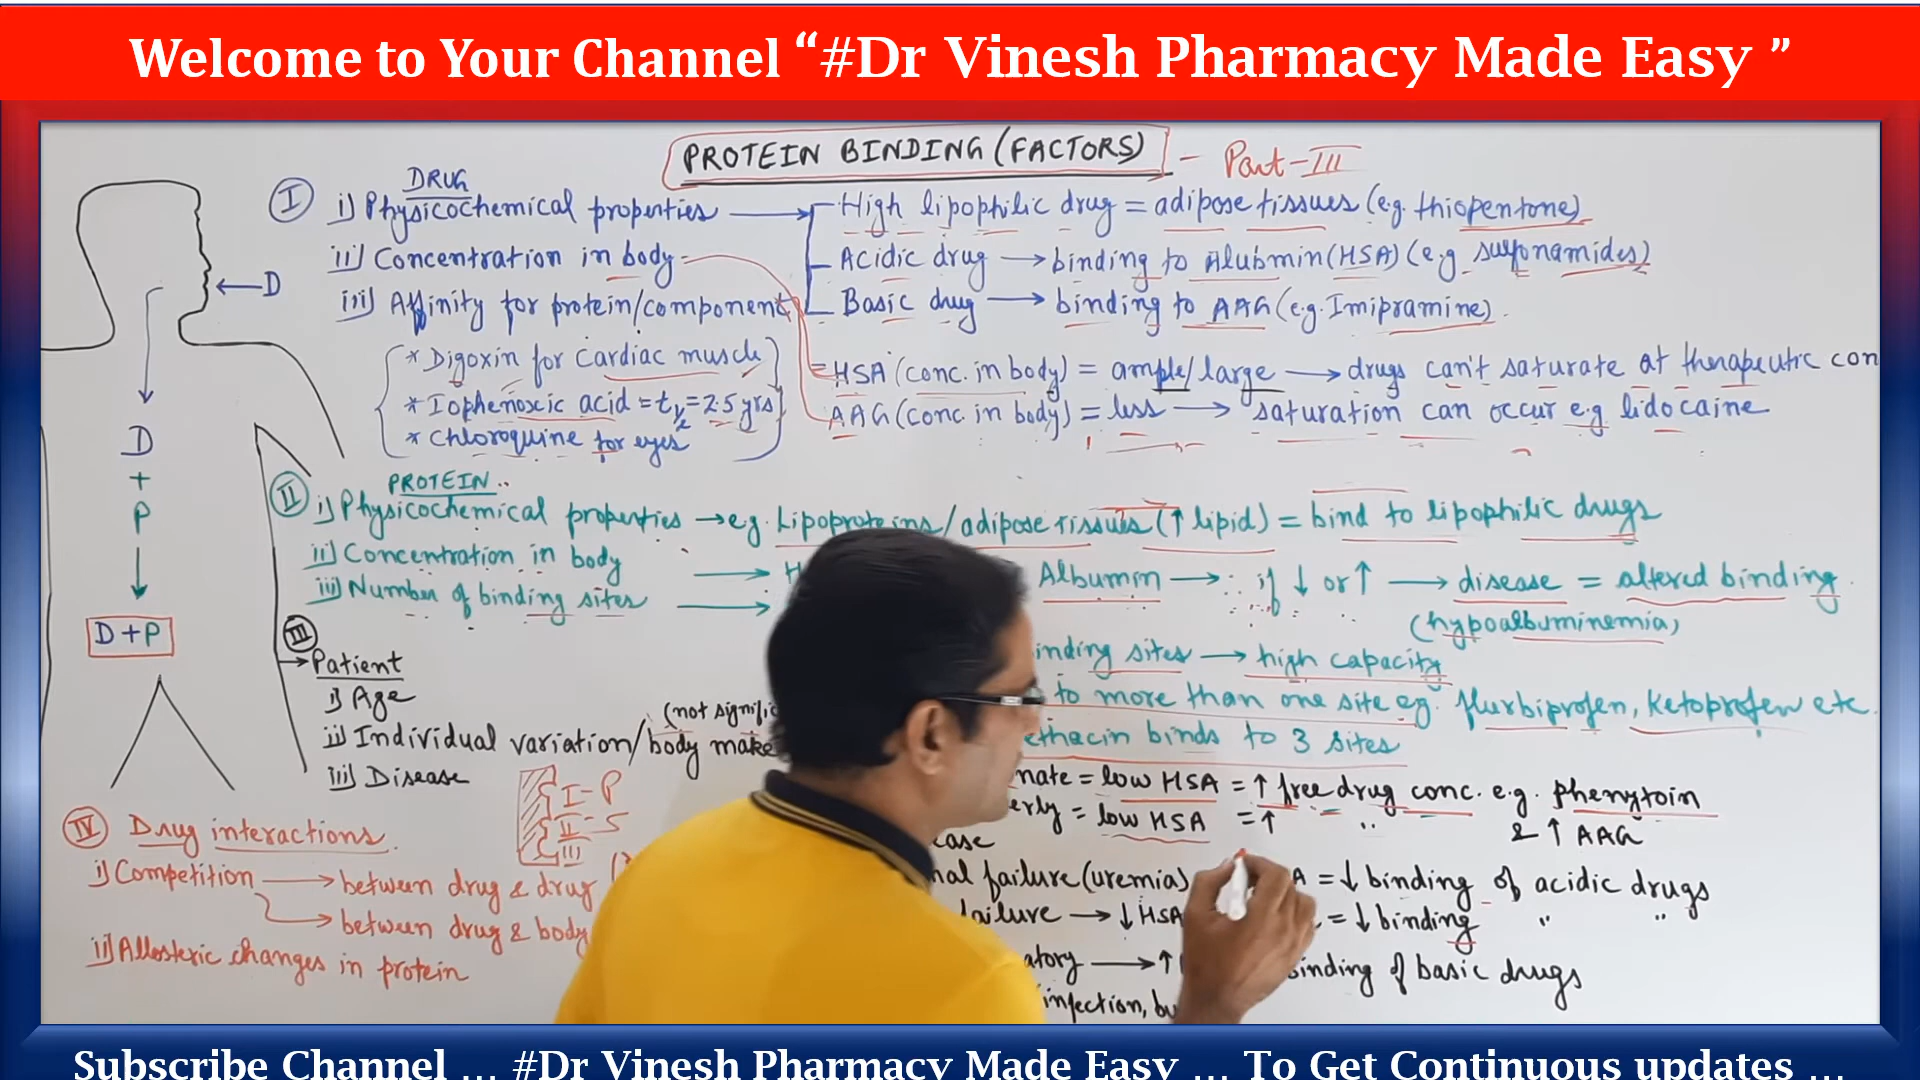 Welcome to Your Channel “#Dr Vinesh Pharmacy Made Easy ”
PROTEIN BINDING (FACTORS) - Part-III
I DRUG
i) Physicochemical properties
High lipophilic drug = adipose tissues (e.g. thiopentone)
ii) Concentration in body
Acidic drug → binding to Alubmin (HSA) (e.g. sulfonamides)
iii) Affinity for protein/component
Basic drug → binding to AAG (e.g. Imipramine)
* Digoxin for cardiac muscle
* Iophenoxic acid = t½ = 2.5 yrs
* Chloroquine for eyes
HSA (conc. in body) = ample/large → drugs can't saturate at therapeutic con
AAG (conc in body) = less → saturation can occur e.g lidocaine
← D
D
+
P
D+P
II PROTEIN
i) Physicochemical properties → eg. Lipoproteins/adipose tissues (↑ lipid) = bind to lipophilic drugs
ii) Concentration in body →
Albumin → ∴ if ↓ or ↑ → disease = altered binding
(hypoalbuminemia)
iii) Number of binding sites →
binding sites → high capacity
to more than one site eg. flurbiprofen, ketoprofen etc.
binds to 3 sites
III
Patient
i) Age
low HSA = ↑ free drug conc. e.g. phenytoin
low HSA = ↑ " & ↑ AAG
ii) Individual variation/body make
(not signific
iii) Disease
failure (uremia)
= ↓ binding of acidic drugs
failure → ↓ HSA
= ↓ binding " "
→ ↑
binding of basic drugs
infection,
I-P
II-S
III
IV Drug interactions
i) Competition → between drug & drug
between drug & body
ii) Allosteric changes in protein
Subscribe Channel ... #Dr Vinesh Pharmacy Made Easy ... To Get Continuous updates ...